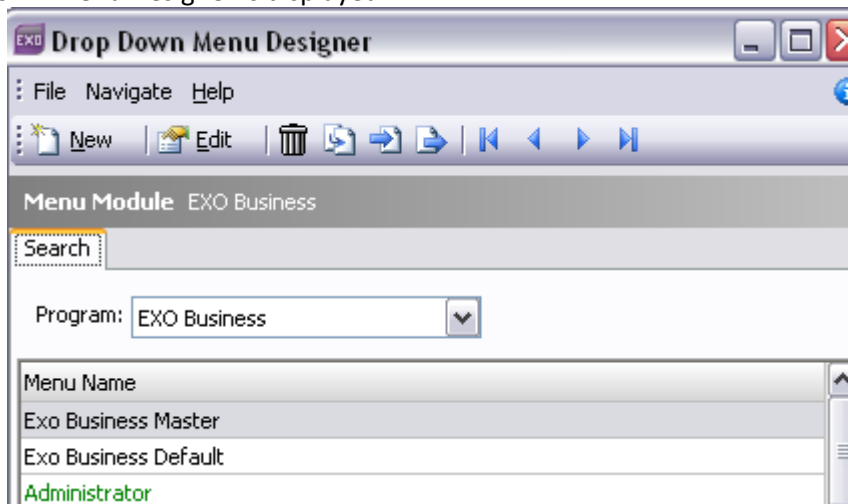 Drop Down Menu Designer
File Navigate Help
New Edit
Menu Module EXO Business
Search
Program: EXO Business
Menu Name
Exo Business Master
Exo Business Default
Administrator